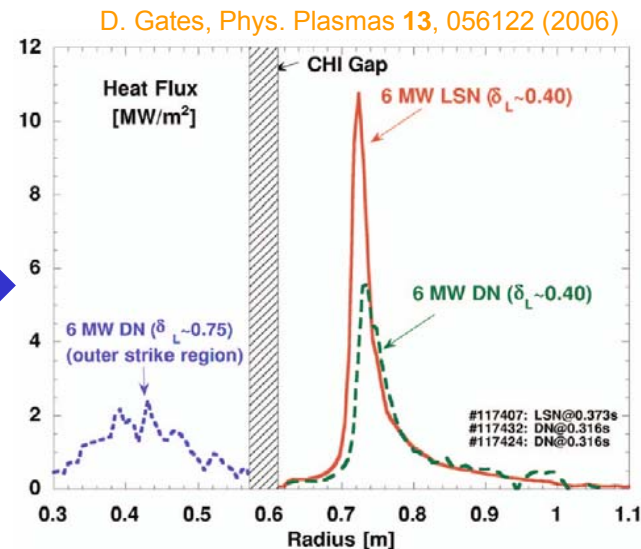 D. Gates, Phys. Plasmas 13, 056122 (2006)
12
10
8
6
4
2
0
Heat Flux
[MW/m²]
CHI Gap
6 MW LSN (δL~0.40)
6 MW DN (δL~0.40)
6 MW DN (δL~0.75)
(outer strike region)
#117407: LSN@0.373s
#117432: DN@0.316s
#117424: DN@0.316s
0.3 0.4 0.5 0.6 0.7 0.8 0.9 1 1.1
Radius [m]